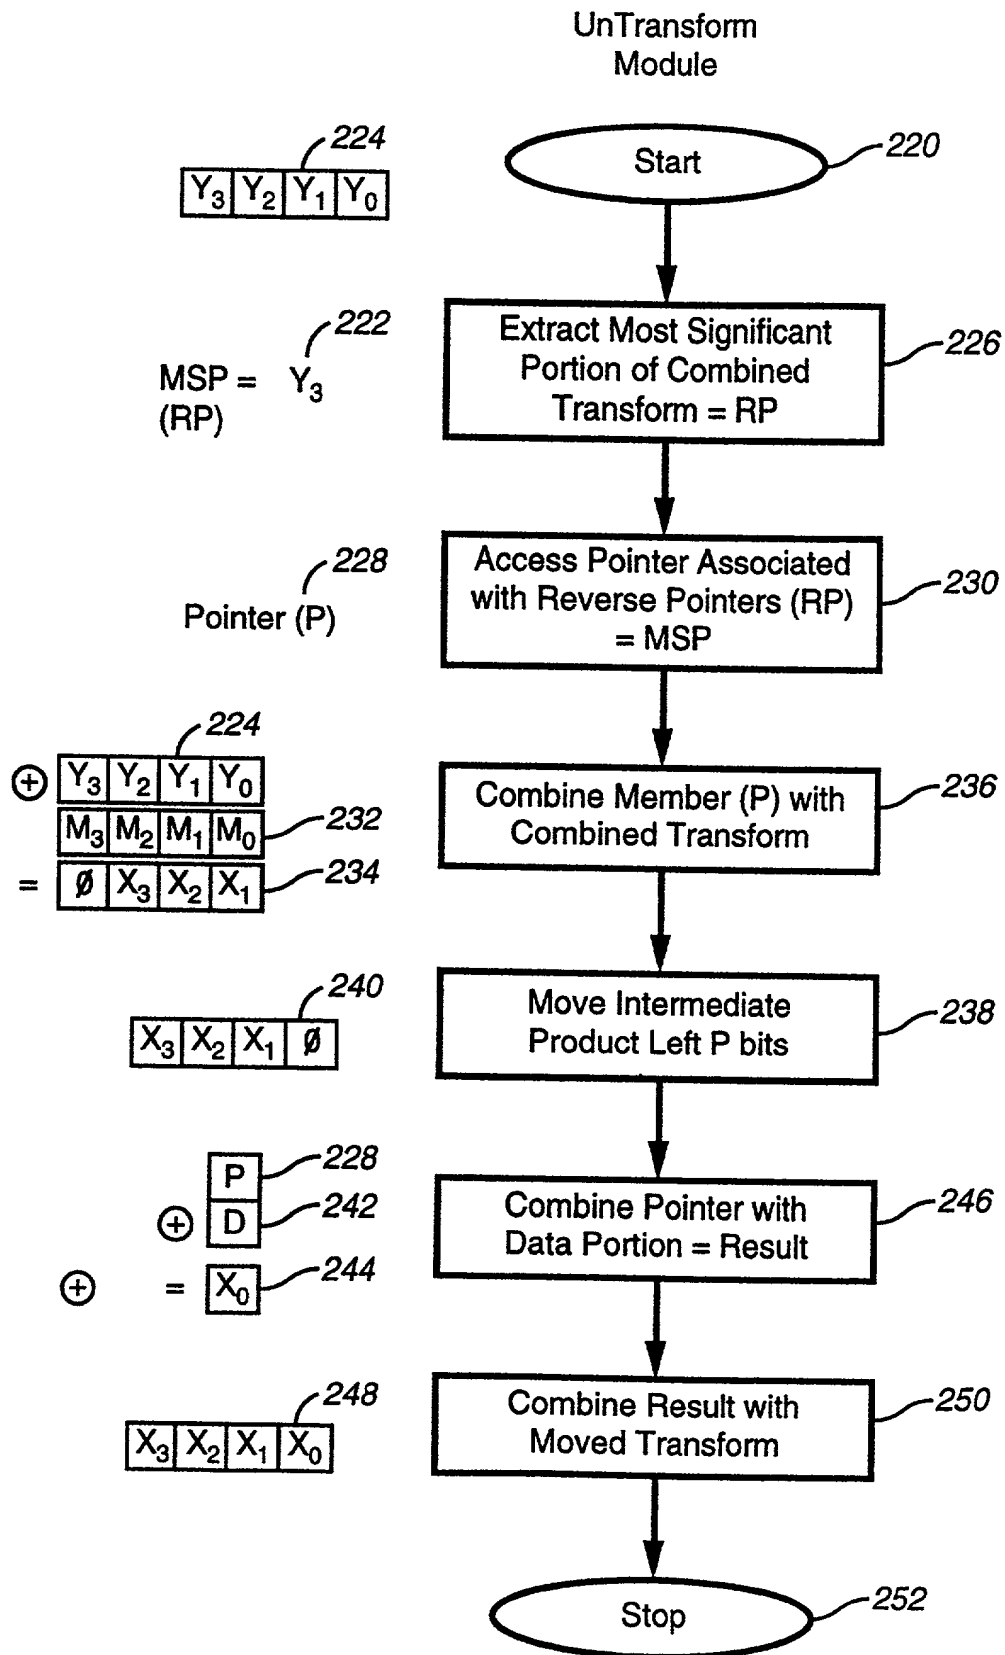 UnTransform
Module
224
Y3 Y2 Y1 Y0
Start
220
222
MSP = Y3
(RP)
Extract Most Significant
Portion of Combined
Transform = RP
226
228
Pointer (P)
Access Pointer Associated
with Reverse Pointers (RP)
= MSP
230
224
⊕ Y3 Y2 Y1 Y0
M3 M2 M1 M0 232
= ∅ X3 X2 X1 234
Combine Member (P) with
Combined Transform
236
240
X3 X2 X1 ∅
Move Intermediate
Product Left P bits
238
P 228
⊕ D 242
⊕ = X0 244
Combine Pointer with
Data Portion = Result
246
248
X3 X2 X1 X0
Combine Result with
Moved Transform
250
Stop
252